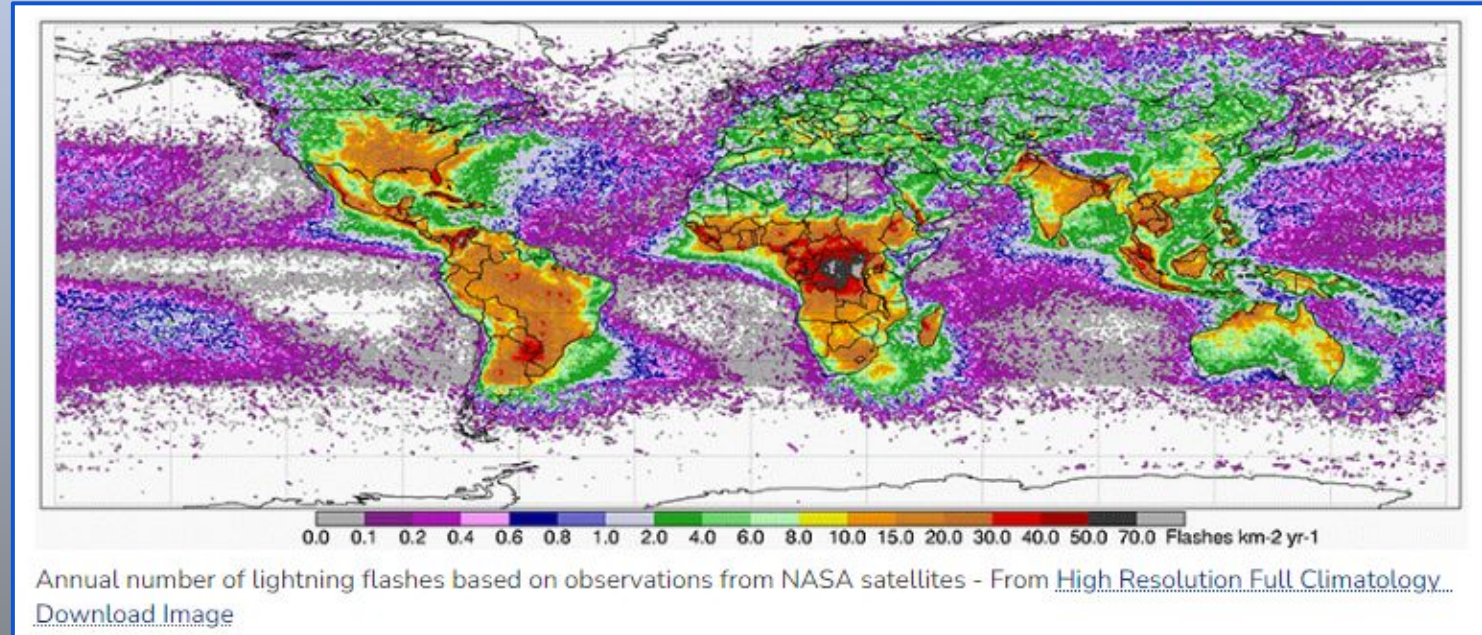 0.0 0.1 0.2 0.4 0.6 0.8 1.0 2.0 4.0 6.0 8.0 10.0 15.0 20.0 30.0 40.0 50.0 70.0 Flashes km-2 yr-1
Annual number of lightning flashes based on observations from NASA satellites - From High Resolution Full Climatology
Download Image